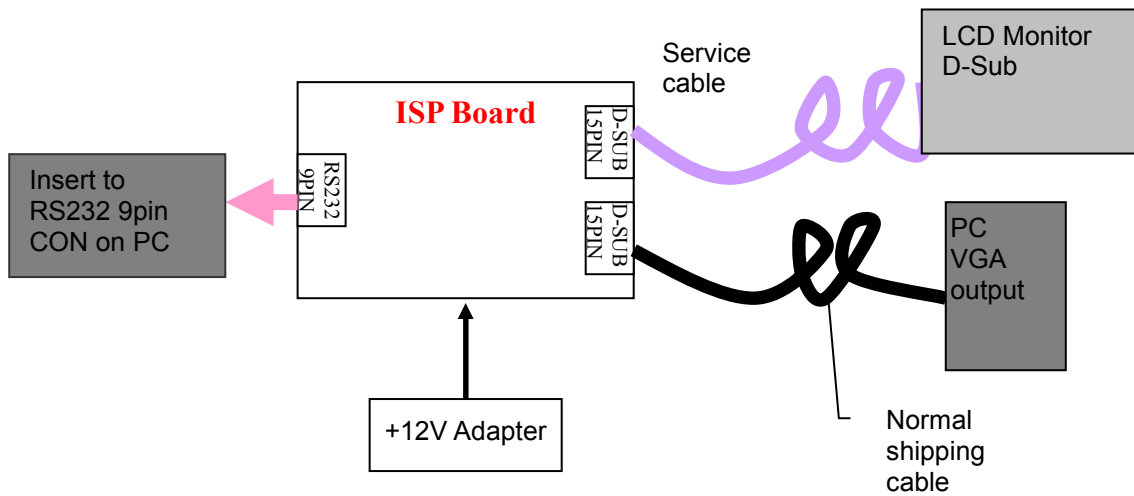 LCD Monitor
D-Sub
Service
cable
ISP Board
D-SUB
15PIN
Insert to
RS232 9pin
CON on PC
RS232
9PIN
D-SUB
15PIN
PC
VGA
output
+12V Adapter
Normal
shipping
cable